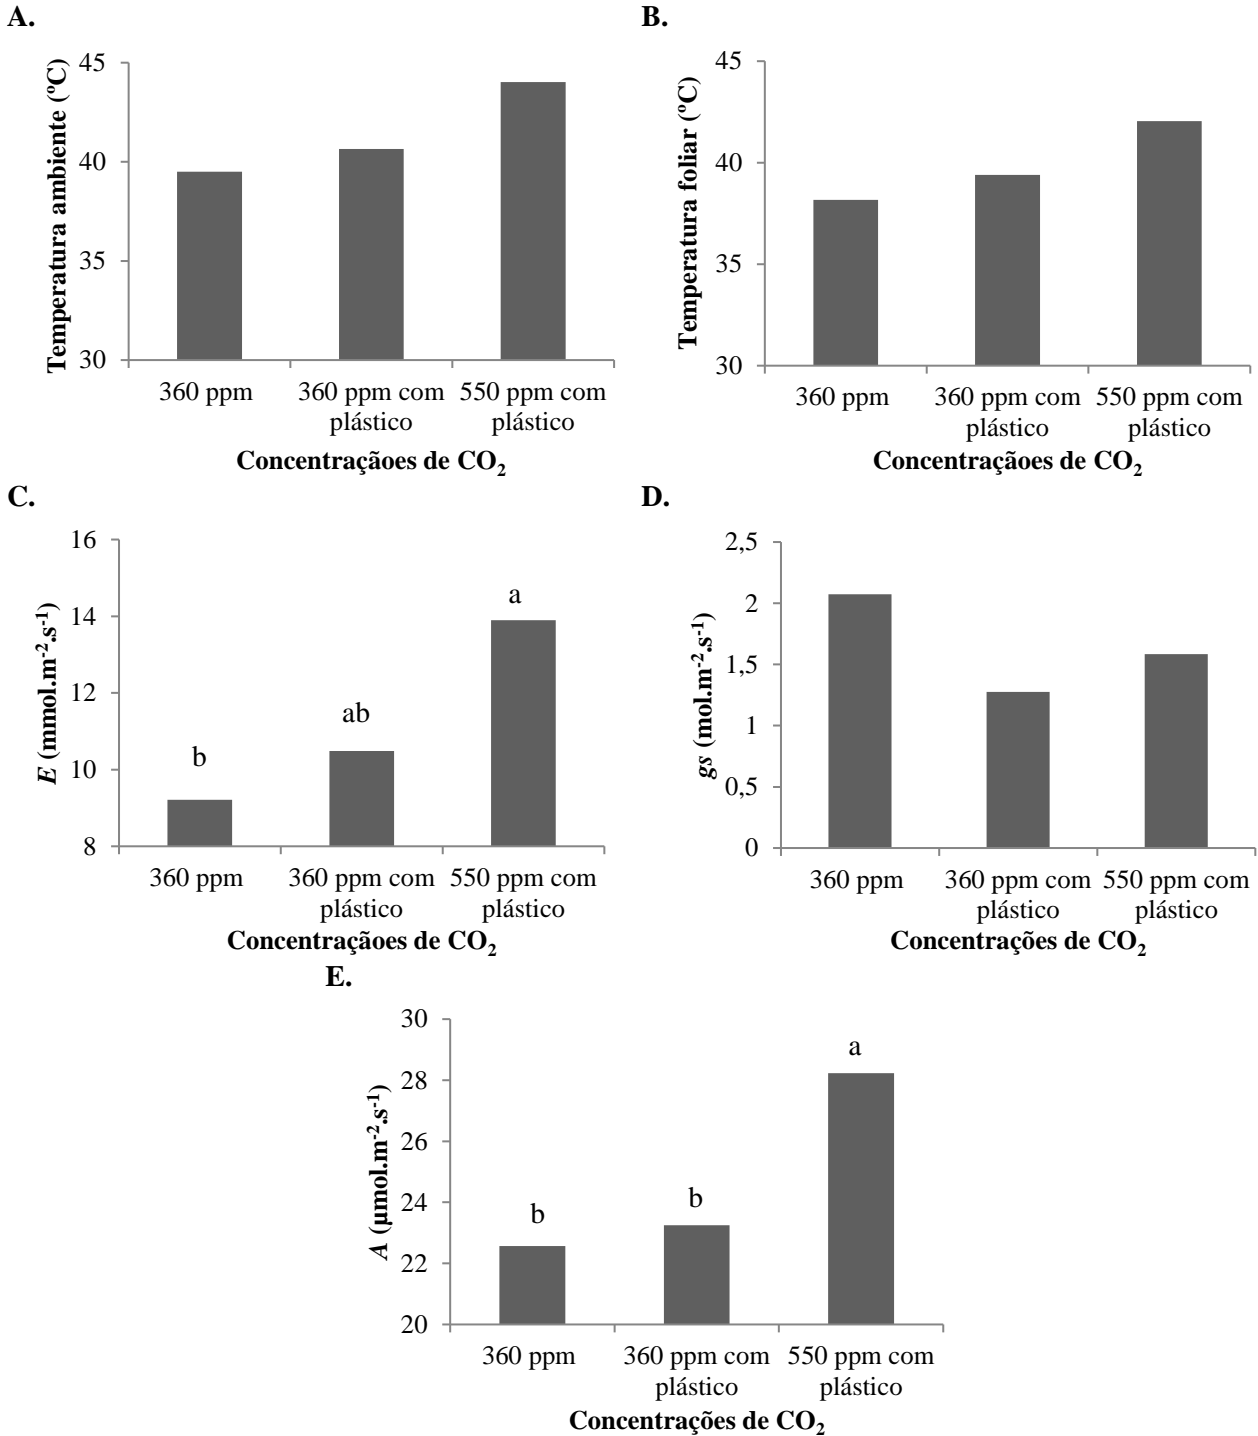 A.
Temperatura ambiente (ºC)
45
40
35
30
360 ppm
360 ppm com
plástico
550 ppm com
plástico
Concentraçãoes de CO₂
B.
Temperatura foliar (ºC)
45
40
35
30
360 ppm
360 ppm com
plástico
550 ppm com
plástico
Concentraçãoes de CO₂
C.
E (mmol.m⁻².s⁻¹)
16
14
12
10
8
b
ab
a
360 ppm
360 ppm com
plástico
550 ppm com
plástico
Concentraçãoes de CO₂
D.
gs (mol.m⁻².s⁻¹)
2,5
2
1,5
1
0,5
0
360 ppm
360 ppm com
plástico
550 ppm com
plástico
Concentrações de CO₂
E.
A (µmol.m⁻².s⁻¹)
30
28
26
24
22
20
b
b
a
360 ppm
360 ppm com
plástico
550 ppm com
plástico
Concentrações de CO₂